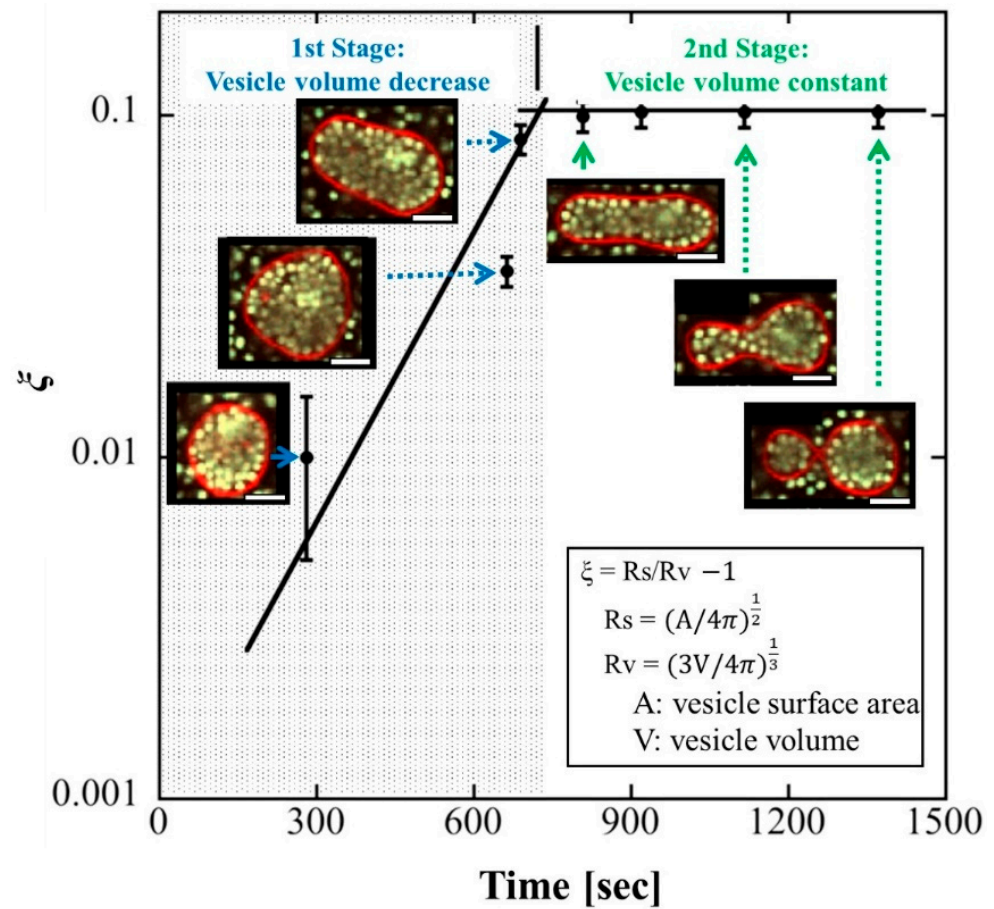 1st Stage:
Vesicle volume decrease
2nd Stage:
Vesicle volume constant
0.1
0.01
0.001
ξ
ξ = Rs/Rv −1
Rs = (A/4π)^{1/2}
Rv = (3V/4π)^{1/3}
A: vesicle surface area
V: vesicle volume
0 300 600 900 1200 1500
Time [sec]